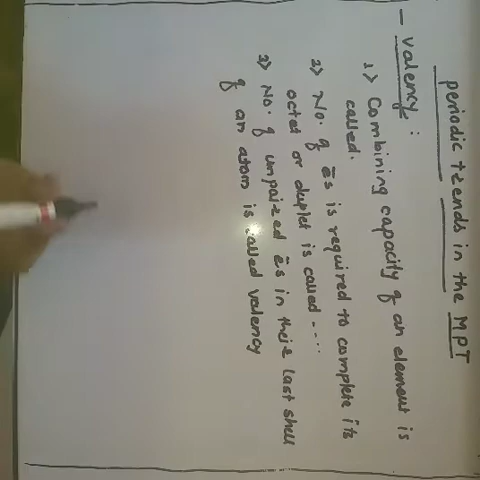 periodic trends in the MPT
- valency :
1> Combining capacity of an element is
called.
2> No. of ēs is required to complete its
octet or duplet is called ....
2> No. of unpaired ēs in their last shell
of an atom is called valency